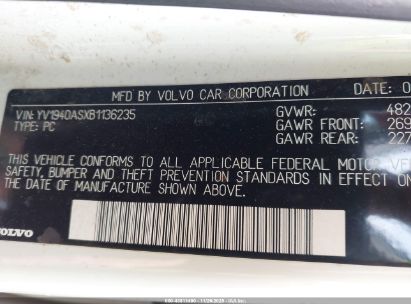 MFD BY VOLVO CAR CORPORATION DATE: 0
VIN: YV1940ASXB1136235 GVWR: 482
TYPE: PC GAWR FRONT: 269
GAWR REAR: 227
THIS VEHICLE CONFORMS TO ALL APPLICABLE FEDERAL MOTOR VE
SAFETY, BUMPER AND THEFT PREVENTION STANDARDS IN EFFECT ON
THE DATE OF MANUFACTURE SHOWN ABOVE.
VOLVO